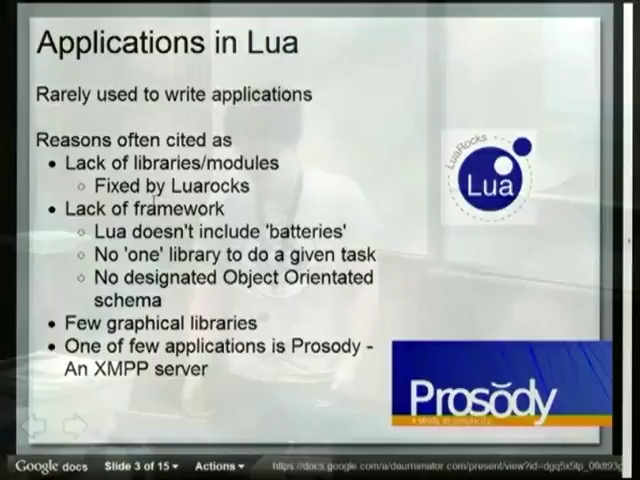 Applications in Lua
Rarely used to write applications
Reasons often cited as
• Lack of libraries/modules
○ Fixed by Luarocks
• Lack of framework
○ Lua doesn't include 'batteries'
○ No 'one' library to do a given task
○ No designated Object Orientated
schema
• Few graphical libraries
• One of few applications is Prosody -
An XMPP server
LuaRocks
Lua
Prosŏdy
Google docs
Slide 3 of 15
Actions